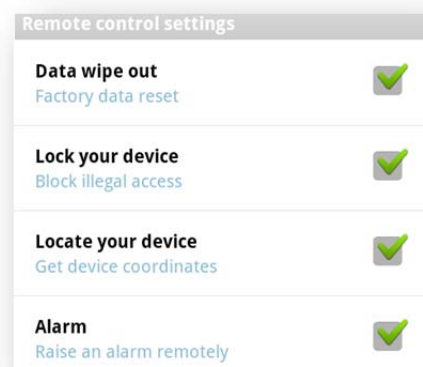 Remote control settings
Data wipe out
Factory data reset
Lock your device
Block illegal access
Locate your device
Get device coordinates
Alarm
Raise an alarm remotely